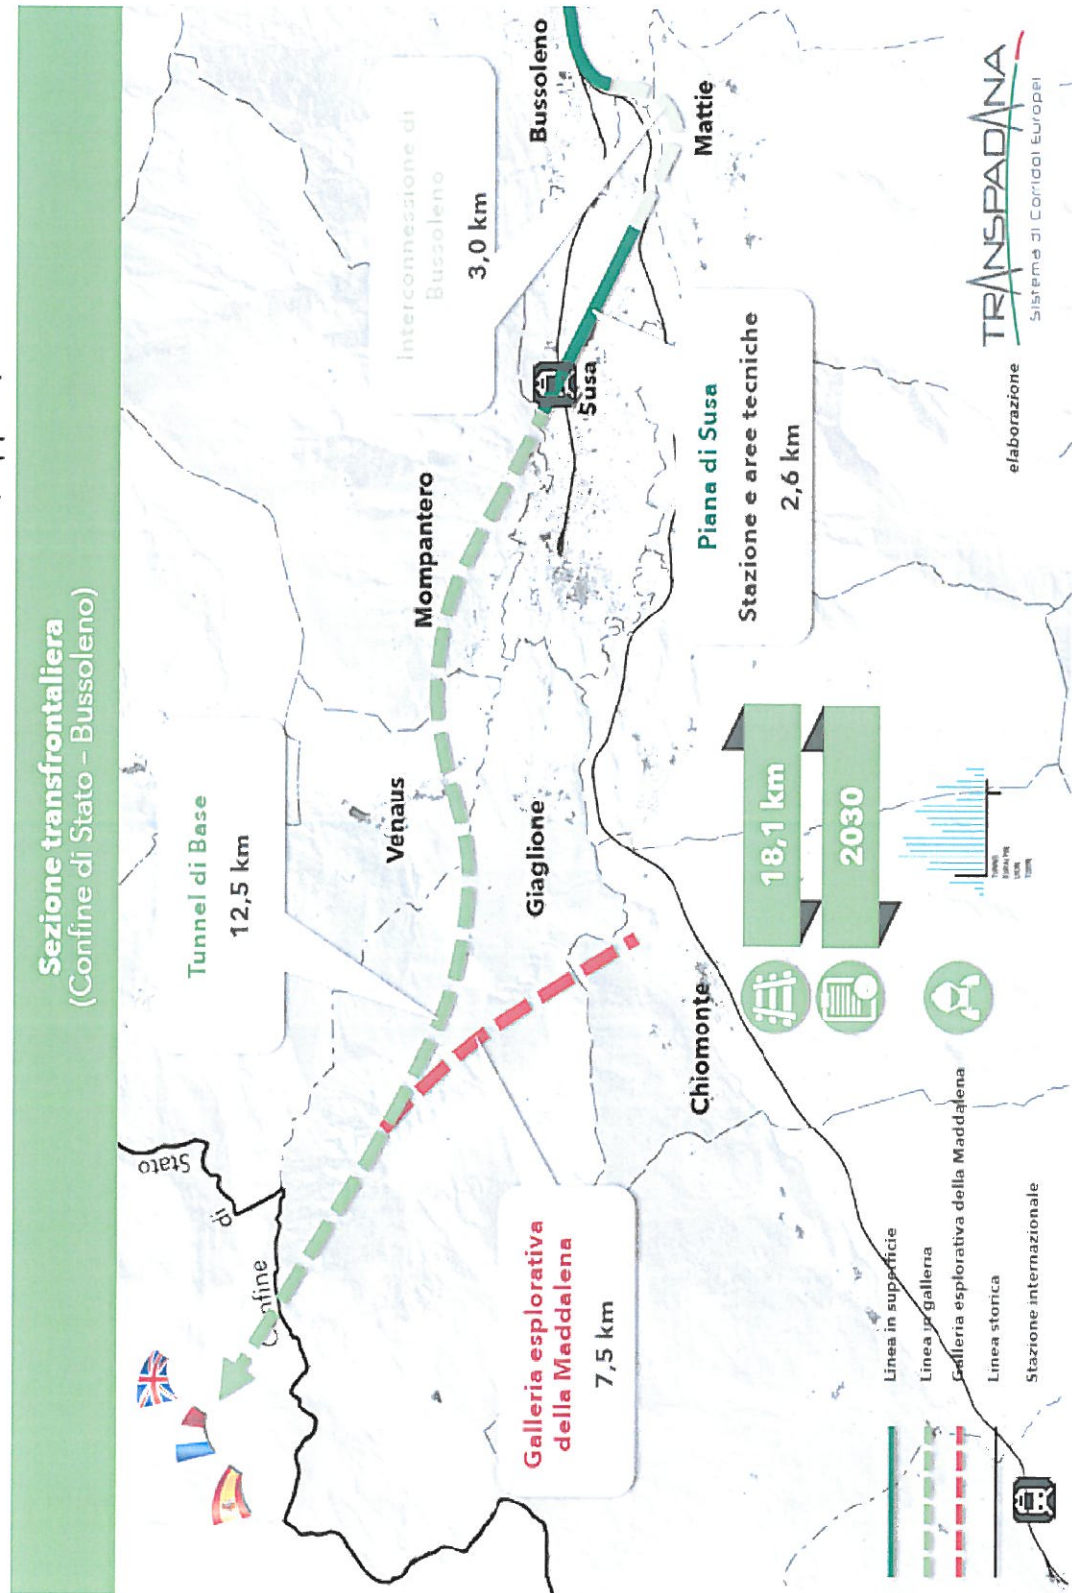 Sezione transfrontaliera
(Confine di Stato - Bussoleno)
Confine
di
Stato
Tunnel di Base
12,5 km
Interconnessione di
Bussoleno
3,0 km
Bussoleno
Mattie
Susa
Mompantero
Venaus
Giaglione
Chiomonte
Galleria esplorativa
della Maddalena
7,5 km
Piana di Susa
Stazione e aree tecniche
2,6 km
18,1 km
2030
Linea in superficie
Linea in galleria
Galleria esplorativa della Maddalena
Linea storica
Stazione internazionale
elaborazione
TRANSPADANA
Sistema di Corridoi Europei